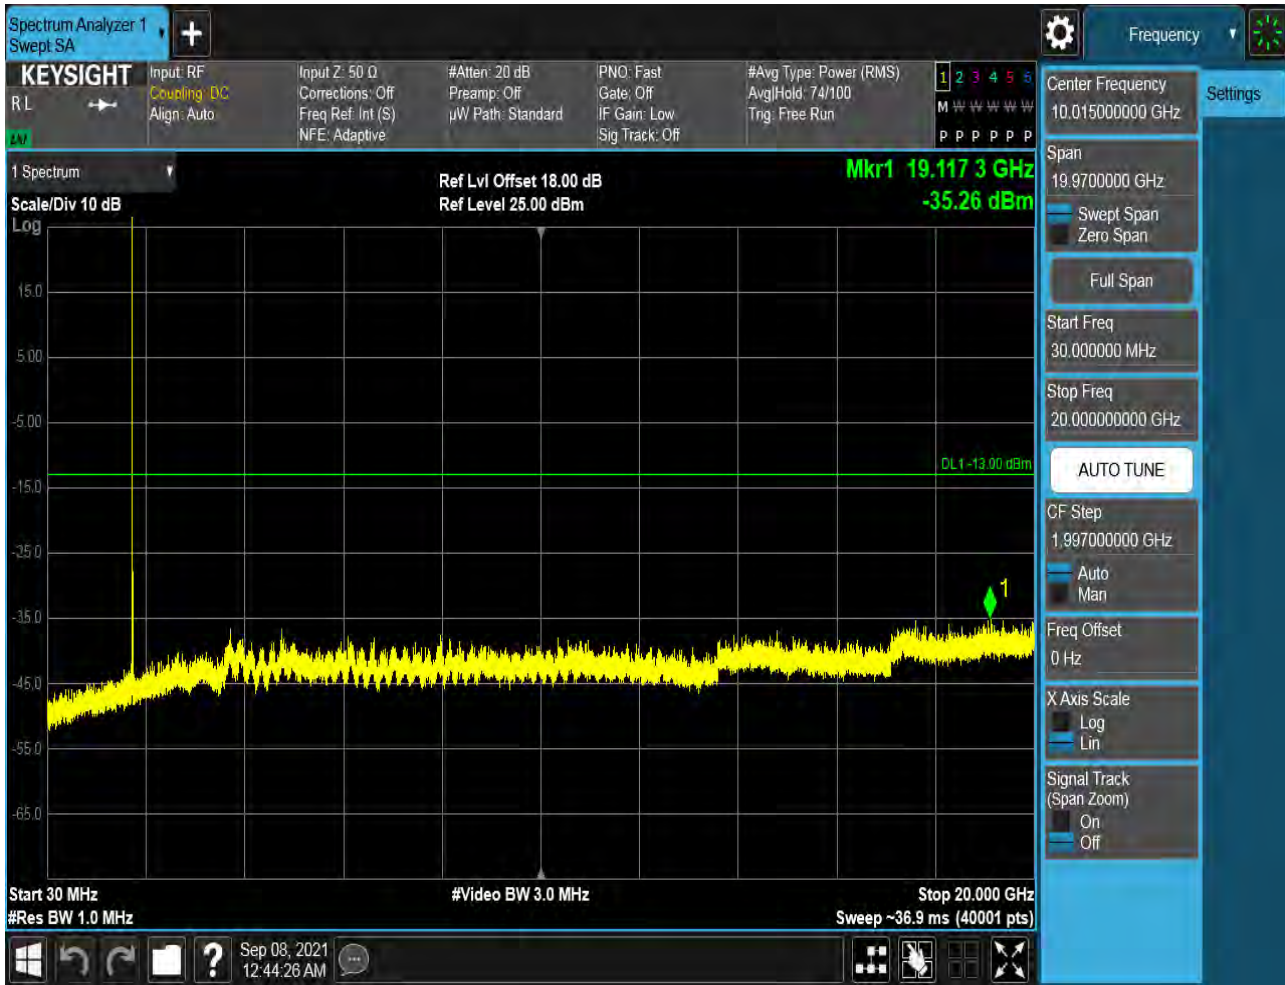 Spectrum Analyzer 1
Swept SA
+
Frequency
KEYSIGHT
R L
LNI
Input: RF
Coupling: DC
Align: Auto
Input Z: 50 Ω
Corrections: Off
Freq Ref: Int (S)
NFE: Adaptive
#Atten: 20 dB
Preamp: Off
µW Path: Standard
PNO: Fast
Gate: Off
IF Gain: Low
Sig Track: Off
#Avg Type: Power (RMS)
Avg|Hold: 74/100
Trig: Free Run
1 2 3 4 5 6
M W W W W W
P P P P P P
1 Spectrum
Scale/Div 10 dB
Log
Ref Lvl Offset 18.00 dB
Ref Level 25.00 dBm
Mkr1 19.117 3 GHz
-35.26 dBm
15.0
5.00
-5.00
-15.0
-25.0
-35.0
-45.0
-55.0
-65.0
DL1 -13.00 dBm
1
Start 30 MHz
#Res BW 1.0 MHz
#Video BW 3.0 MHz
Stop 20.000 GHz
Sweep ~36.9 ms (40001 pts)
Center Frequency
10.015000000 GHz
Settings
Span
19.9700000 GHz
Swept Span
Zero Span
Full Span
Start Freq
30.000000 MHz
Stop Freq
20.000000000 GHz
AUTO TUNE
CF Step
1.997000000 GHz
Auto
Man
Freq Offset
0 Hz
X Axis Scale
Log
Lin
Signal Track
(Span Zoom)
On
Off
?
Sep 08, 2021
12:44:26 AM